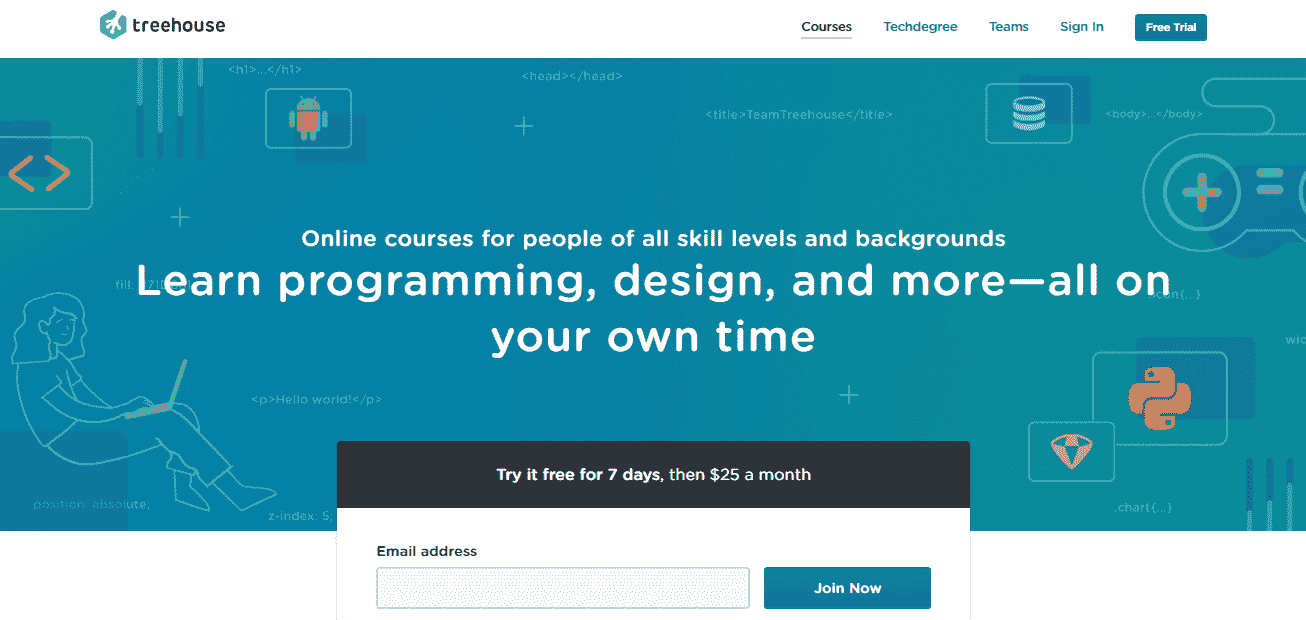 treehouse
Courses Techdegree Teams Sign In Free Trial
<h1>...</h1>
<head></head>
<title>TeamTreehouse</title>
<body>...</body>
Online courses for people of all skill levels and backgrounds
fill:
Learn programming, design, and more—all on
your own time
<p>Hello world!</p>
Try it free for 7 days, then $25 a month
position: absolute;
z-index: 5;
.chart{...}
Email address
Join Now